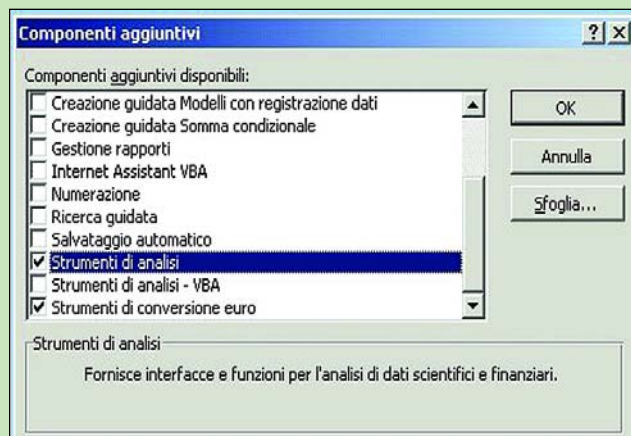 Componenti aggiuntivi
Componenti aggiuntivi disponibili:
Creazione guidata Modelli con registrazione dati
Creazione guidata Somma condizionale
Gestione rapporti
Internet Assistant VBA
Numerazione
Ricerca guidata
Salvataggio automatico
Strumenti di analisi
Strumenti di analisi - VBA
Strumenti di conversione euro
OK
Annulla
Sfoglia...
Strumenti di analisi
Fornisce interfacce e funzioni per l'analisi di dati scientifici e finanziari.